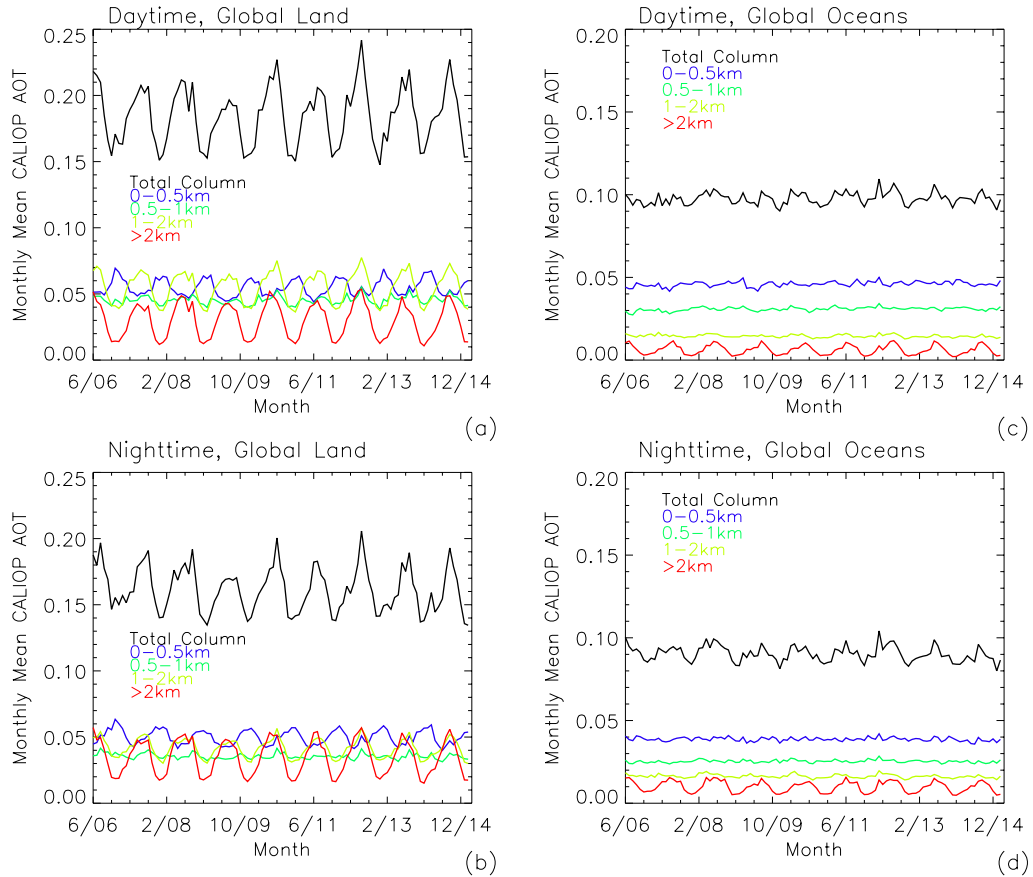 Daytime, Global Land
Monthly Mean CALIOP AOT
0.25
0.20
0.15
0.10
0.05
0.00
Total Column
0-0.5km
0.5-1km
1-2km
>2km
6/06 2/08 10/09 6/11 2/13 12/14
Month
(a)
Daytime, Global Oceans
Monthly Mean CALIOP AOT
0.20
0.15
0.10
0.05
0.00
Total Column
0-0.5km
0.5-1km
1-2km
>2km
6/06 2/08 10/09 6/11 2/13 12/14
Month
(c)
Nighttime, Global Land
Monthly Mean CALIOP AOT
0.25
0.20
0.15
0.10
0.05
0.00
Total Column
0-0.5km
0.5-1km
1-2km
>2km
6/06 2/08 10/09 6/11 2/13 12/14
Month
(b)
Nighttime, Global Oceans
Monthly Mean CALIOP AOT
0.20
0.15
0.10
0.05
0.00
Total Column
0-0.5km
0.5-1km
1-2km
>2km
6/06 2/08 10/09 6/11 2/13 12/14
Month
(d)